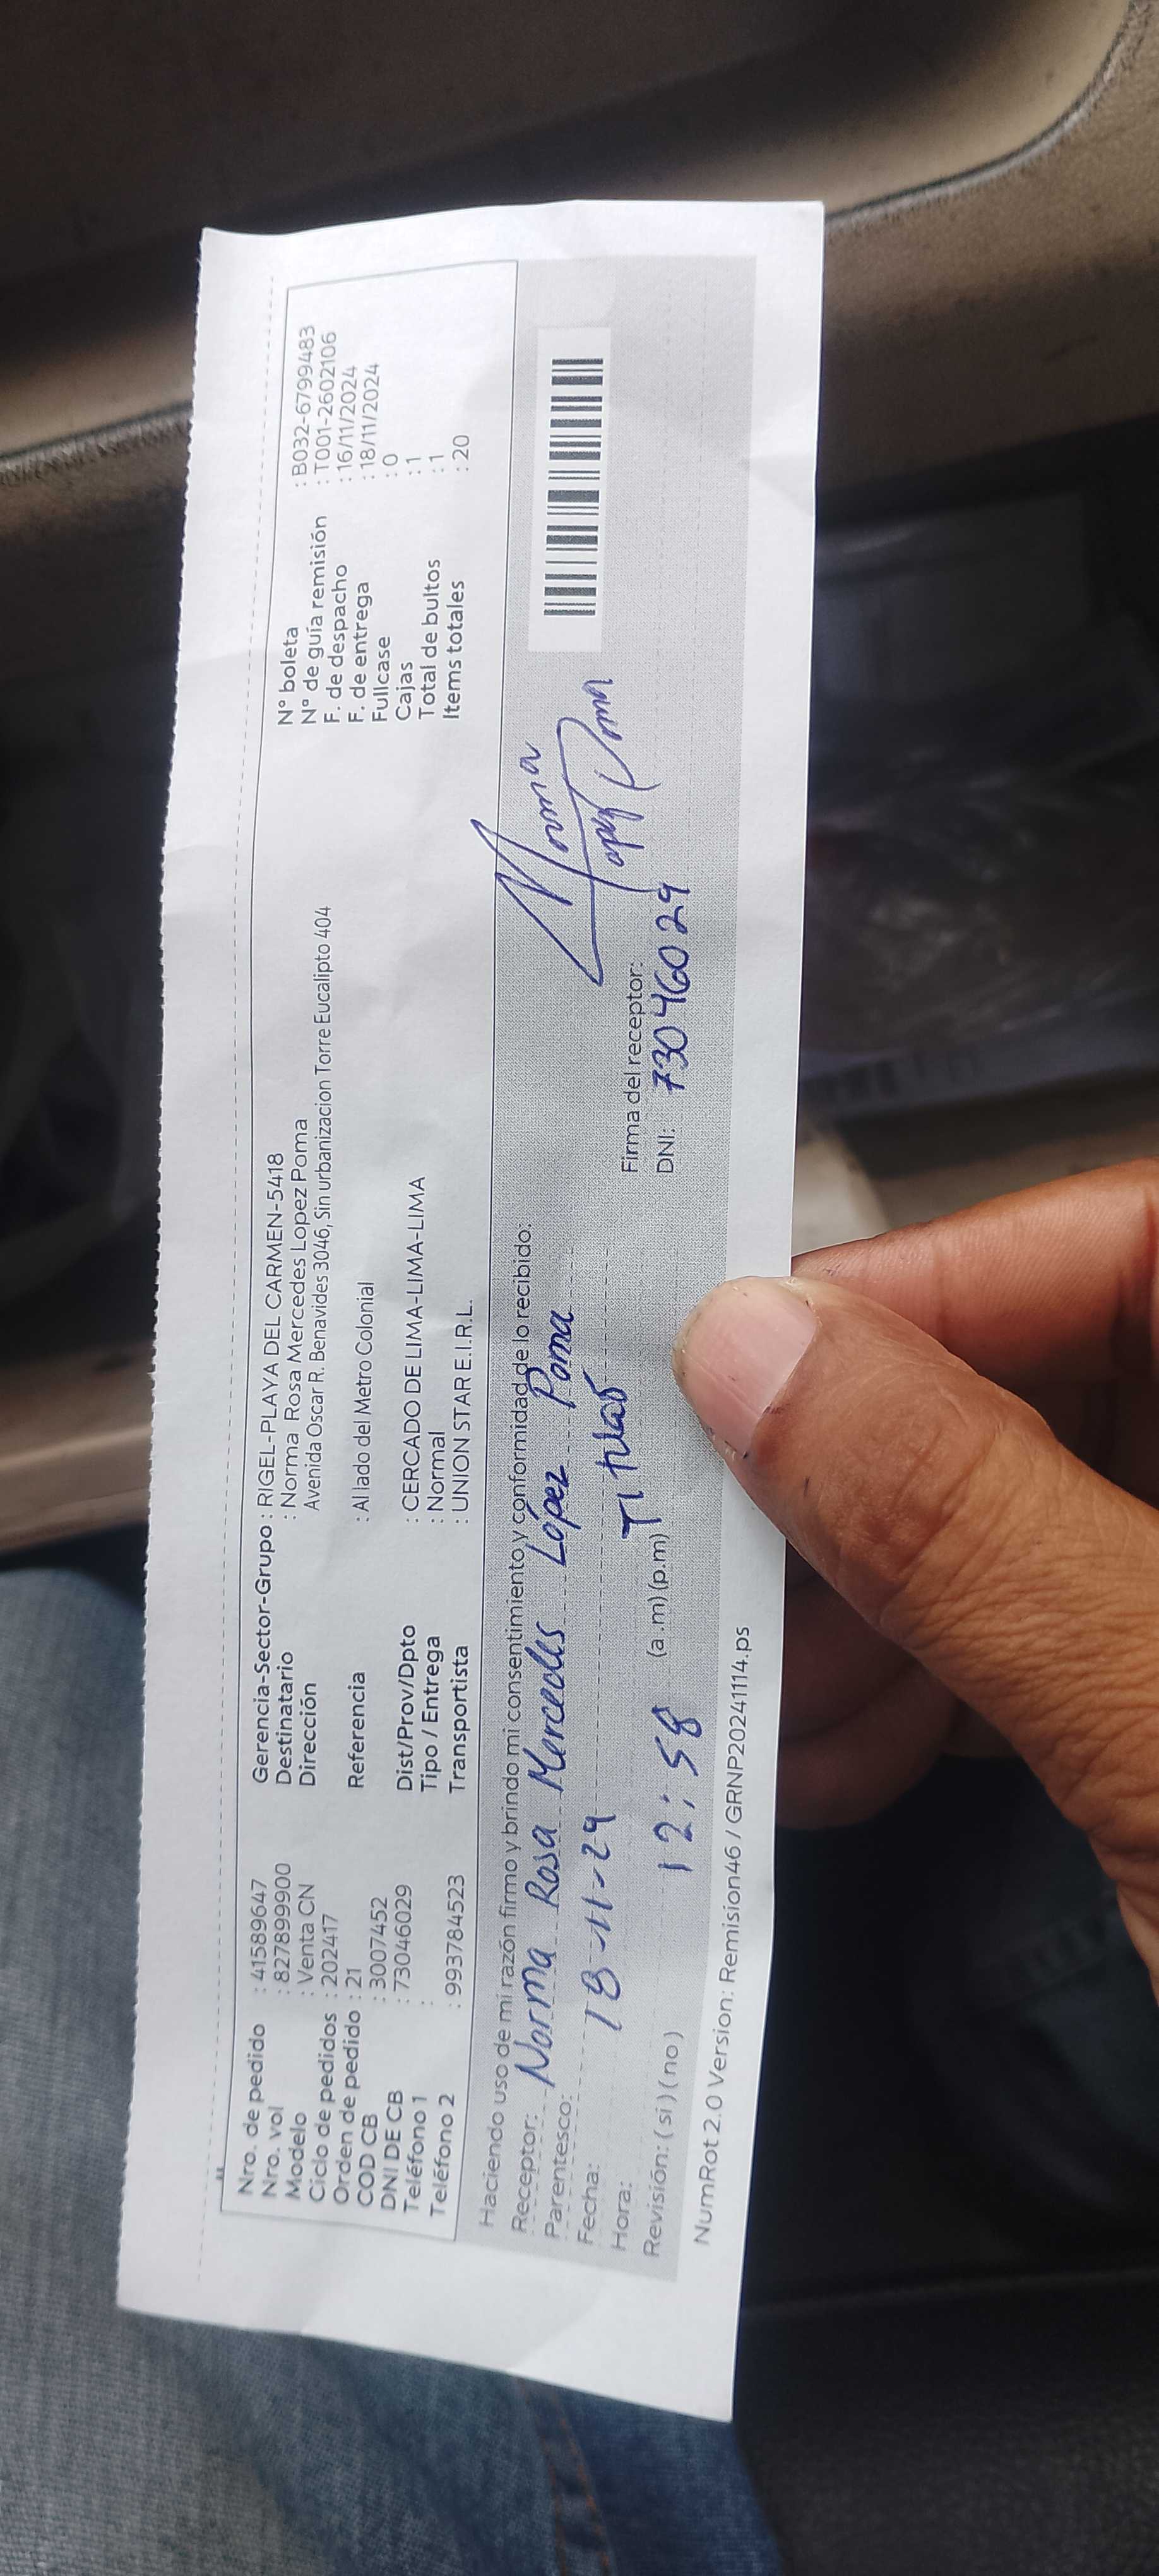 Nro. de pedido : 41589647
Nro. vol : 8278999900
Modelo : Venta CN
Ciclo de pedidos : 202417
Orden de pedido : 21
COD CB : 3007452
DNI DE CB : 73046029
Teléfono 1 :
Teléfono 2 : 993784523
Gerencia-Sector-Grupo : RIGEL-PLAYA DEL CARMEN-5418
Destinatario : Norma Rosa Mercedes Lopez Poma
Dirección Avenida Oscar R. Benavides 3046, Sin urbanizacion Torre Eucalipto 404
Referencia : Al lado del Metro Colonial
Dist/Prov/Dpto : CERCADO DE LIMA-LIMA-LIMA
Tipo / Entrega : Normal
Transportista : UNION STAR E.I.R.L.
N° boleta : B032-6799483
N° de guía remisión : T001-2602106
F. de despacho : 16/11/2024
F. de entrega : 18/11/2024
Fullcase : 0
Cajas : 1
Total de bultos : 1
Items totales : 20
Haciendo uso de mi razón firmo y brindo mi consentimiento y conformidad de lo recibido:
Receptor: Norma Rosa Mercedes López Poma
Parentesco:
Fecha: 18-11-24
Hora: 12:58 (a.m) (p.m)
Revisión: (si) (no)
Firma del receptor: Norma Lopez Poma
DNI: 73046029
NumRot 2.0 Version: Remision46 / GRNP20241114.ps